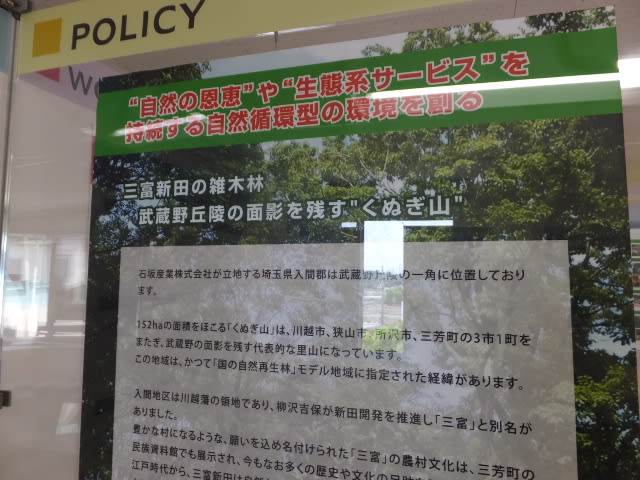 POLICY
We
“自然の恩恵”や“生態系サービス”を
持続する自然循環型の環境を創る
三富新田の雑木林
武蔵野丘陵の面影を残す"くぬぎ山"
石坂産業株式会社が立地する埼玉県入間郡は武蔵野丘陵の一角に位置しており
ます。
152haの面積をほこる「くぬぎ山」は、川越市、狭山市、所沢市、三芳町の3市1町を
またぎ、武蔵野の面影を残す代表的な里山になっています。
この地域は、かつて「国の自然再生林」モデル地域に指定された経緯があります。
入間地区は川越藩の領地であり、柳沢吉保が新田開発を推進し「三富」と別名が
ありました。
豊かな村になるような、願いを込め名付けられた「三富」の農村文化は、三芳町の
民族資料館でも展示され、今もなお多くの歴史や文化の足跡
江戸時代から、三富新田は